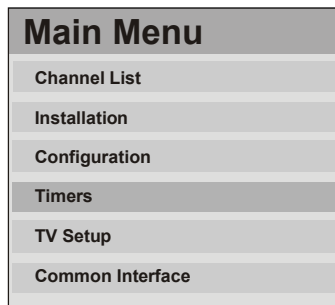 Main Menu
Channel List
Installation
Configuration
Timers
TV Setup
Common Interface